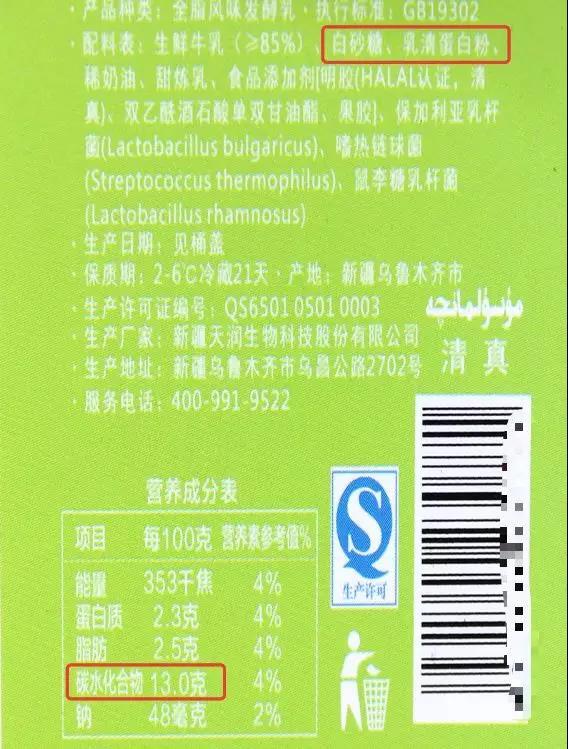 · 产品种类：全脂风味发酵乳 · 执行标准：GB19302
· 配料表：生鲜牛乳（≥85%）、白砂糖、乳清蛋白粉、
稀奶油、甜炼乳、食品添加剂[明胶(HALAL认证，清
真)、双乙酰酒石酸单双甘油酯、果胶]、保加利亚乳杆
菌(Lactobacillus bulgaricus)、嗜热链球菌
(Streptococcus thermophilus)、鼠李糖乳杆菌
(Lactobacillus rhamnosus)
· 生产日期：见桶盖
· 保质期：2-6℃冷藏21天 · 产地：新疆乌鲁木齐市
· 生产许可证编号：QS6501 0501 0003
· 生产厂家：新疆天润生物科技股份有限公司
· 生产地址：新疆乌鲁木齐市乌昌公路2702号
· 服务电话：400-991-9522
مۇسۇلمانچە
清真
营养成分表
项目 每100克 营养素参考值%
能量 353千焦 4%
蛋白质 2.3克 4%
脂肪 2.5克 4%
碳水化合物 13.0克 4%
钠 48毫克 2%
S
生产许可